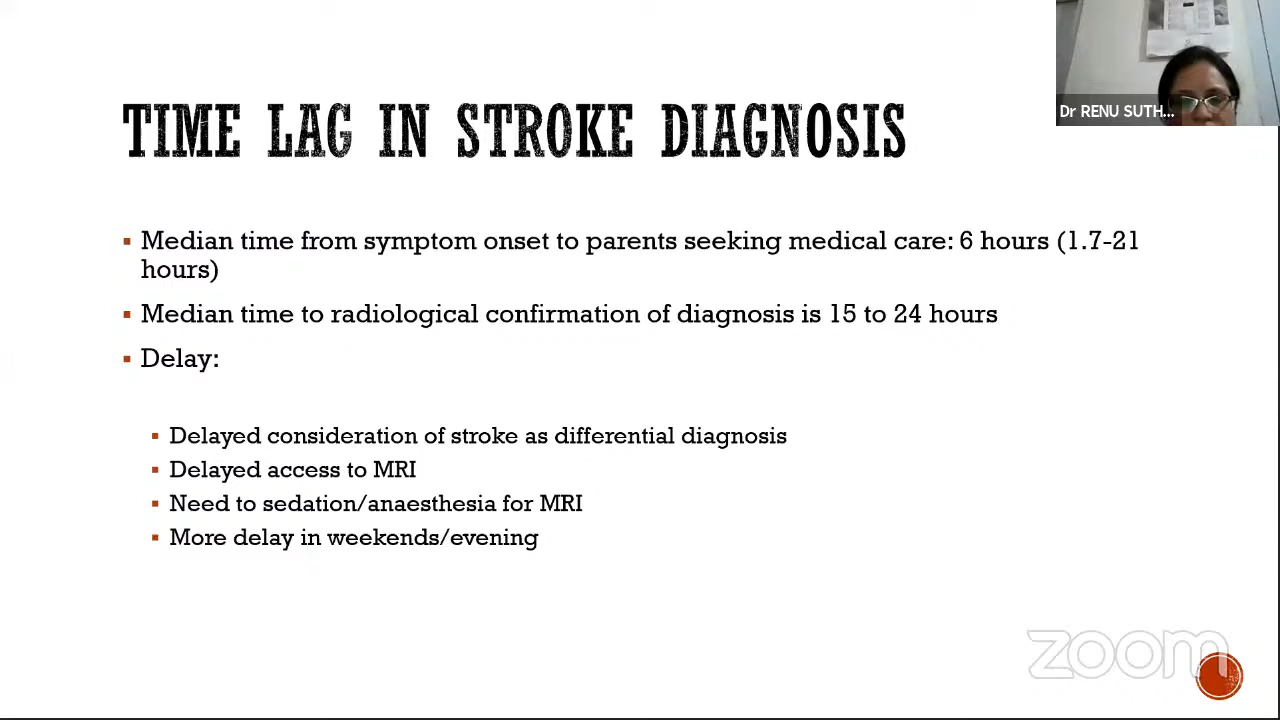 Dr RENU SUTH...
TIME LAG IN STROKE DIAGNOSIS
▪ Median time from symptom onset to parents seeking medical care: 6 hours (1.7-21
hours)
▪ Median time to radiological confirmation of diagnosis is 15 to 24 hours
▪ Delay:
▪ Delayed consideration of stroke as differential diagnosis
▪ Delayed access to MRI
▪ Need to sedation/anaesthesia for MRI
▪ More delay in weekends/evening
zoom